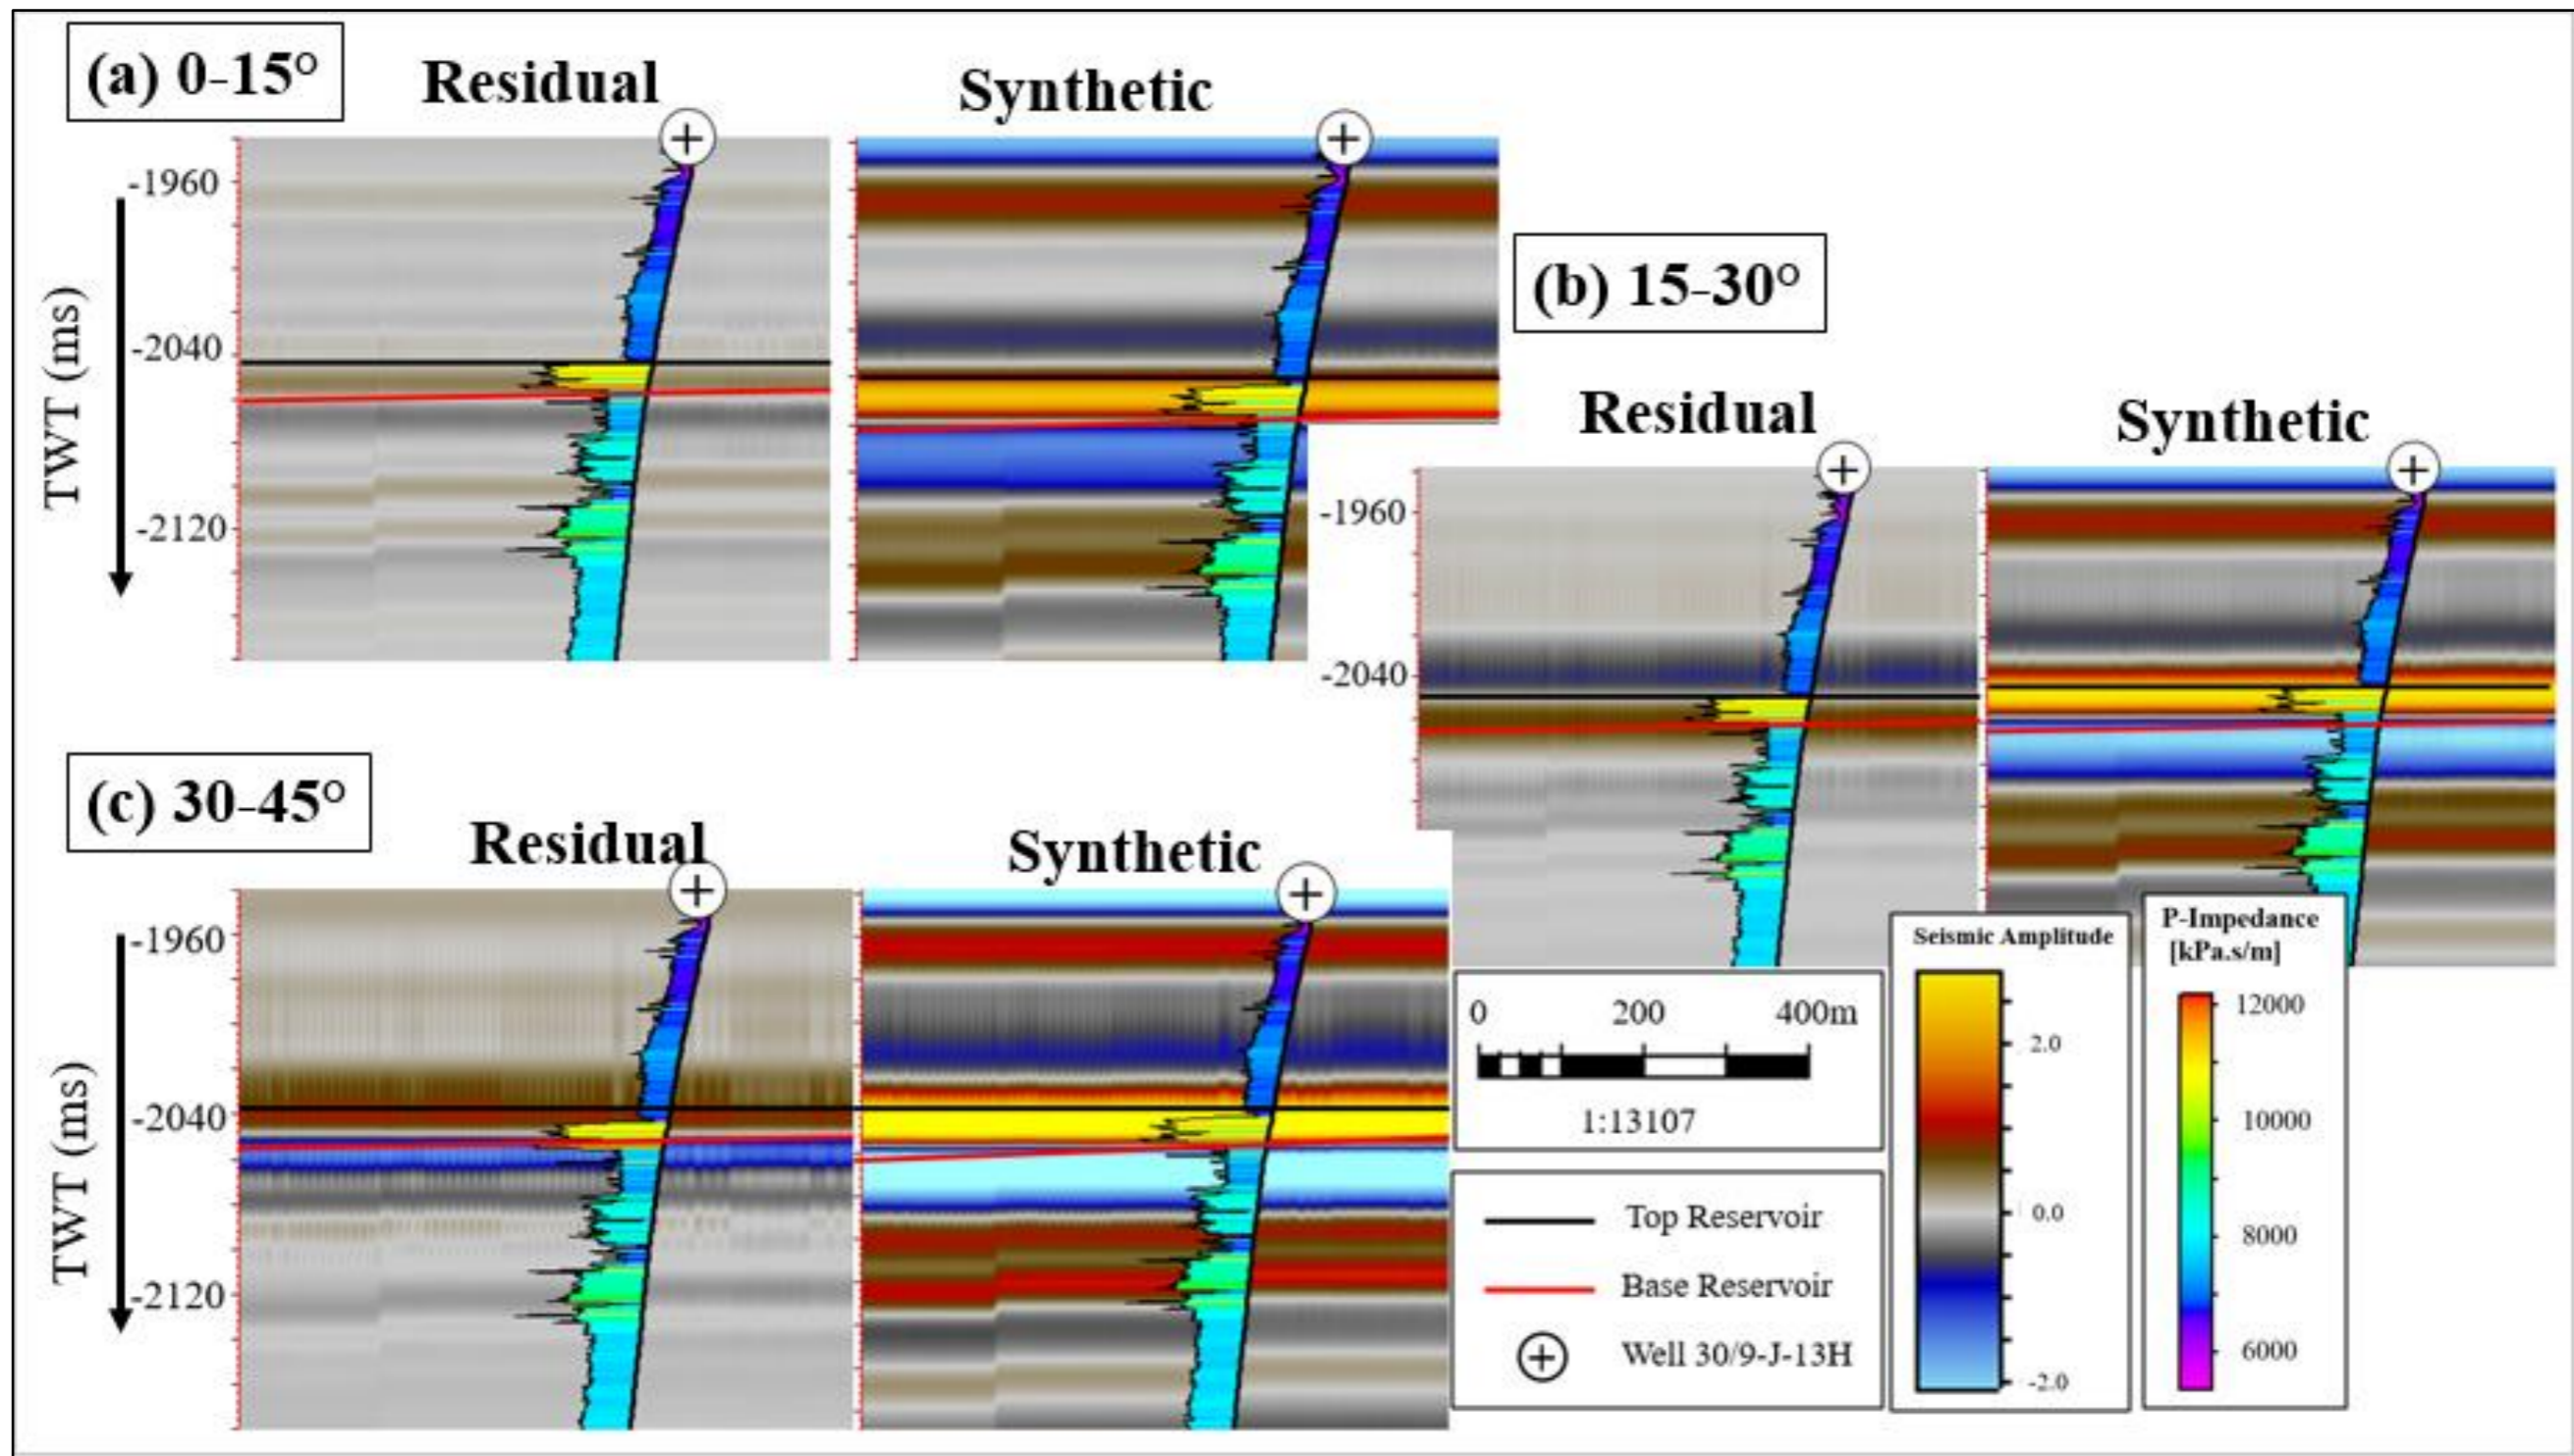 (a) 0-15°
Residual
Synthetic
-1960
-2040
-2120
TWT (ms)
(b) 15-30°
Residual
Synthetic
-1960
-2040
(c) 30-45°
Residual
Synthetic
-1960
-2040
-2120
TWT (ms)
0 200 400m
1:13107
Top Reservoir
Base Reservoir
Well 30/9-J-13H
Seismic Amplitude
2.0
0.0
-2.0
P-Impedance
[kPa.s/m]
12000
10000
8000
6000